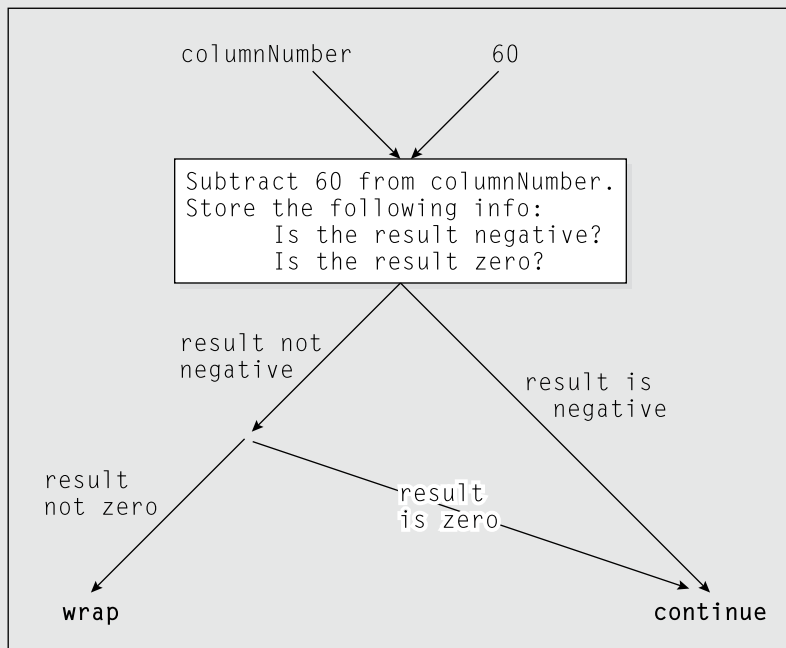 columnNumber
60
Subtract 60 from columnNumber.
Store the following info:
Is the result negative?
Is the result zero?
result not
negative
result is
negative
result
not zero
result
is zero
wrap
continue